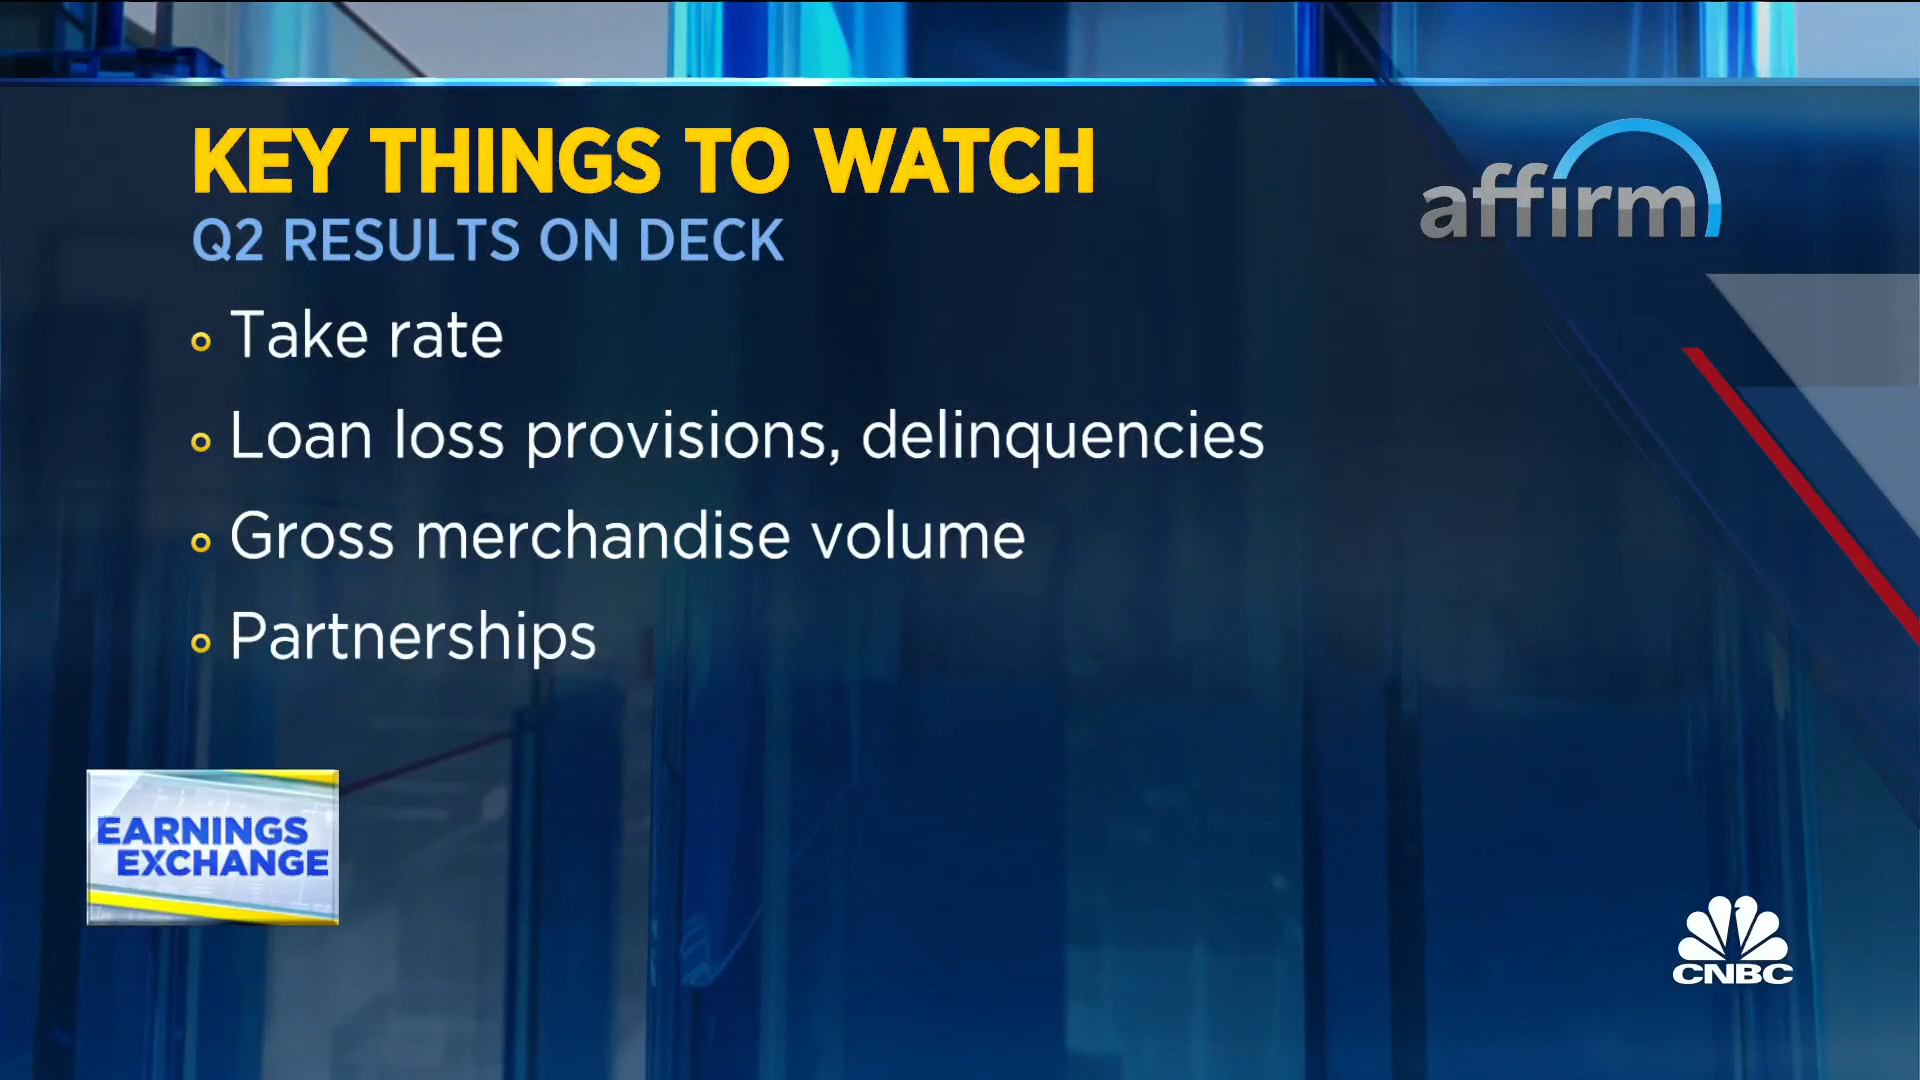 KEY THINGS TO WATCH
affirm
Q2 RESULTS ON DECK
Take rate
Loan loss provisions, delinquencies
Gross merchandise volume
Partnerships
EARNINGS
EXCHANGE
CNBC